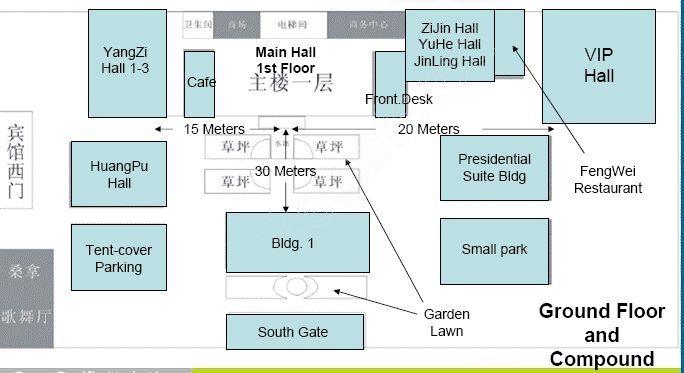 卫生间
商场
电梯间
商务中心
YangZi
Hall 1-3
Cafe
Main Hall
1st Floor
主楼一层
Front.Desk
ZiJin Hall
YuHe Hall
JinLing Hall
VIP
Hall
15 Meters
20 Meters
宾馆西门
HuangPu
Hall
草坪
草坪
草坪
草坪
30 Meters
Presidential
Suite Bldg
FengWei
Restaurant
Tent-cover
Parking
Bldg. 1
Small park
桑拿
歌舞厅
Garden
Lawn
South Gate
Ground Floor
and
Compound